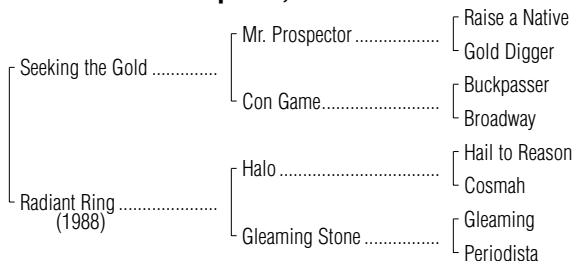 Raise a Native
Mr. Prospector ....................
Gold Digger
Seeking the Gold ..............
Buckpasser
Con Game...........................
Broadway
Hail to Reason
Halo ......................................
Cosmah
Radiant Ring .....................
(1988)
Gleaming
Gleaming Stone .................
Periodista